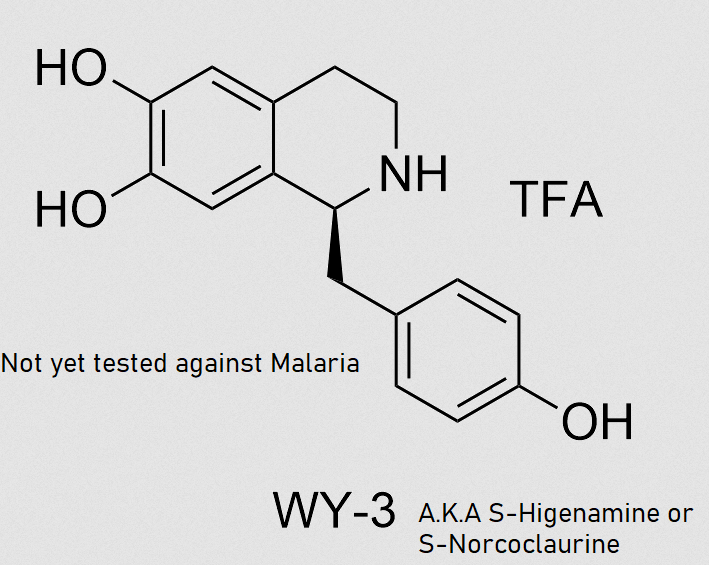 HO
NH
HO
TFA
Not yet tested against Malaria
OH
WY-3 A.K.A S-Higenamine or
S-Norcoclaurine